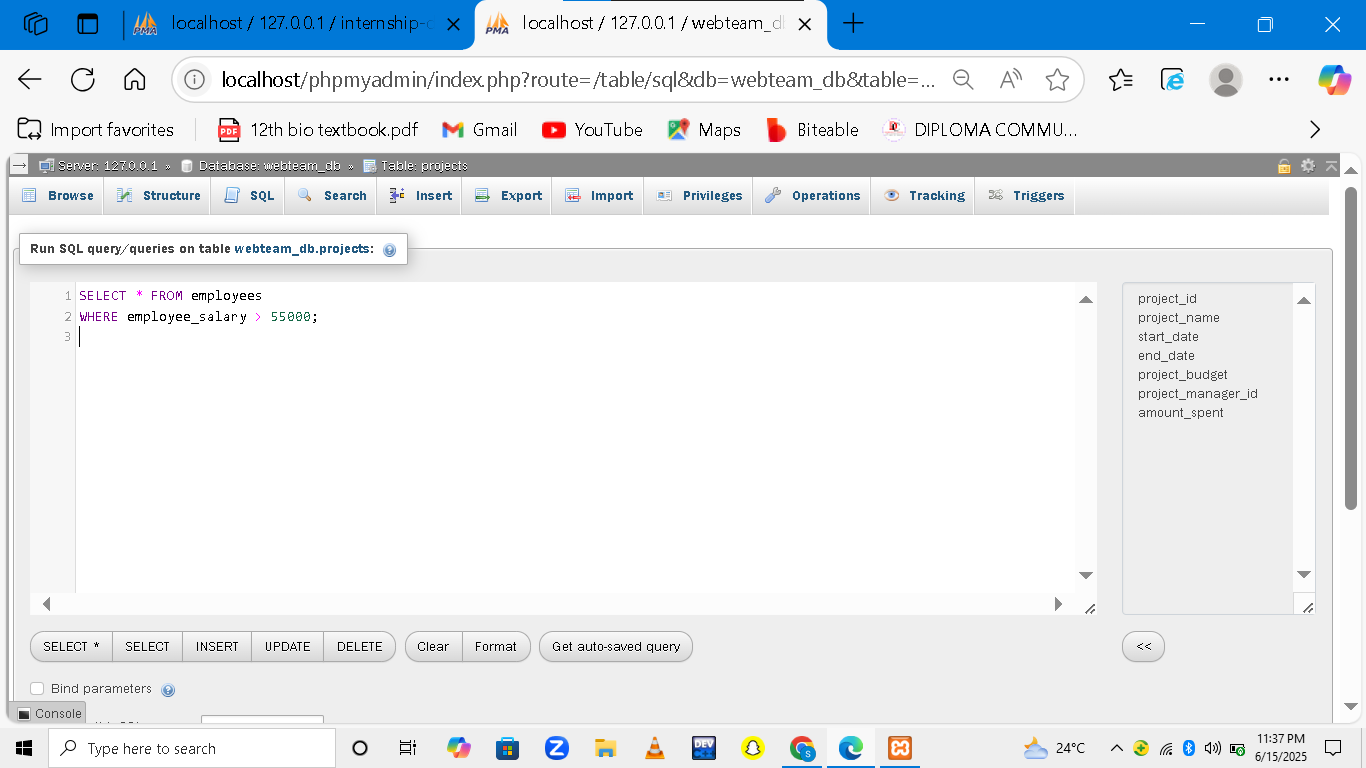 localhost / 127.0.0.1 / internship-
localhost / 127.0.0.1 / webteam_d
localhost/phpmyadmin/index.php?route=/table/sql&db=webteam_db&table=...
Import favorites
12th bio textbook.pdf
Gmail
YouTube
Maps
Biteable
DIPLOMA COMMU...
Server: 127.0.0.1 » Database: webteam_db » Table: projects
Browse
Structure
SQL
Search
Insert
Export
Import
Privileges
Operations
Tracking
Triggers
Run SQL query/queries on table webteam_db.projects:
1 SELECT * FROM employees
2 WHERE employee_salary > 55000;
3
project_id
project_name
start_date
end_date
project_budget
project_manager_id
amount_spent
SELECT *
SELECT
INSERT
UPDATE
DELETE
Clear
Format
Get auto-saved query
<<
Bind parameters
Console
Type here to search
24°C
11:37 PM
6/15/2025